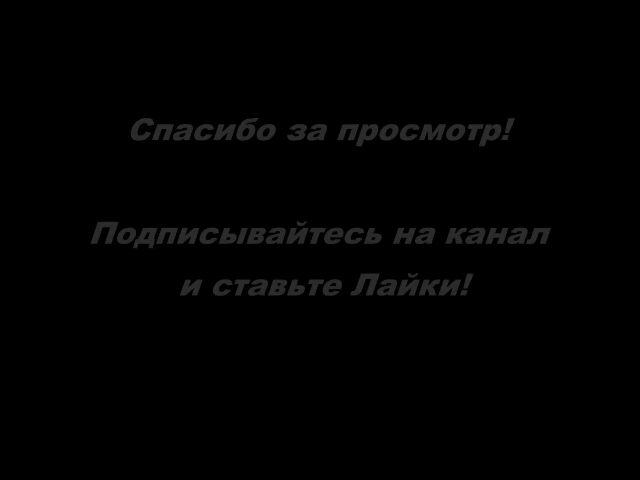 Спасибо за просмотр!
Подписывайтесь на канал
и ставьте Лайки!